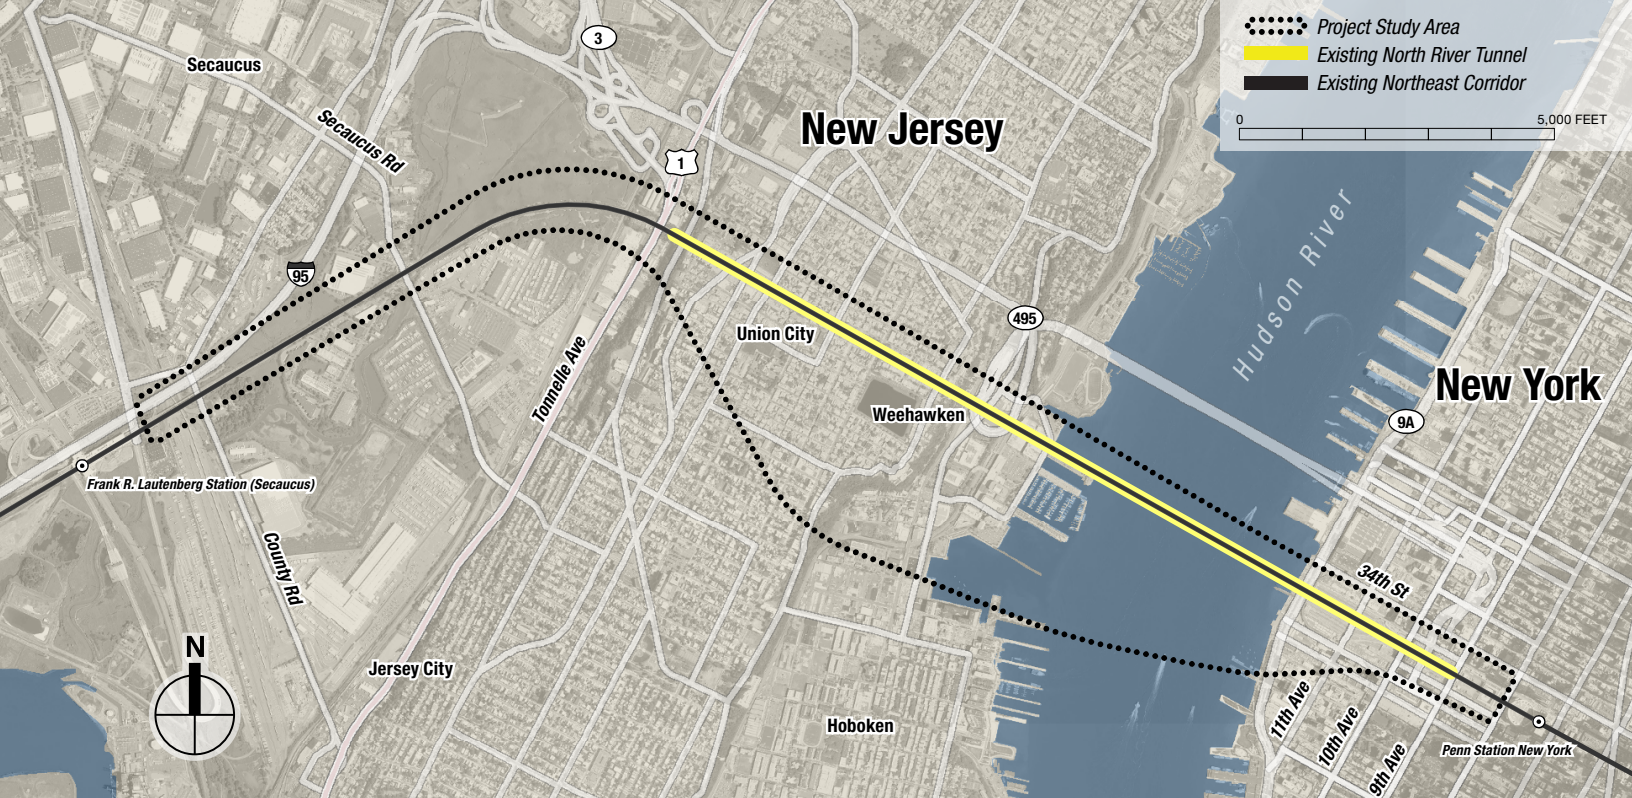 Project Study Area
Existing North River Tunnel
Existing Northeast Corridor
0
5,000 FEET
3
Secaucus
Secaucus Rd
New Jersey
1
95
Hudson River
495
Union City
Tonnelle Ave
New York
Weehawken
9A
Frank R. Lautenberg Station (Secaucus)
County Rd
34th St
N
Jersey City
Hoboken
11th Ave
10th Ave
9th Ave
Penn Station New York